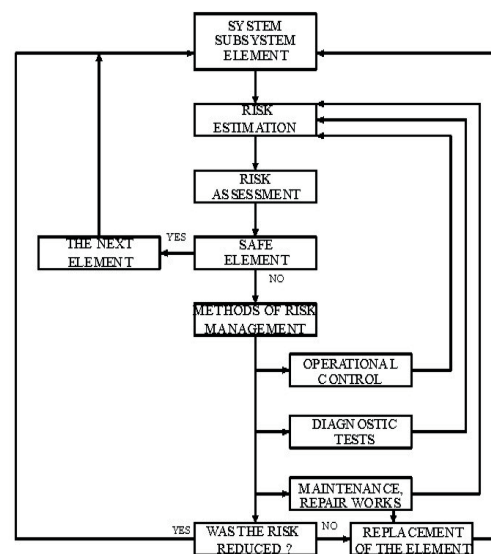 SYSTEM
SUBSYSTEM
ELEMENT
RISK
ESTIMATION
RISK
ASSESSMENT
YES
THE NEXT
ELEMENT
SAFE
ELEMENT
NO
METHODS OF RISK
MANAGEMENT
OPERATIONAL
CONTROL
DIAGNOSTIC
TESTS
MAINTENANCE,
REPAIR WORKS
YES
WAS THE RISK
REDUCED ?
NO
REPLACEMENT
OF THE ELEMENT